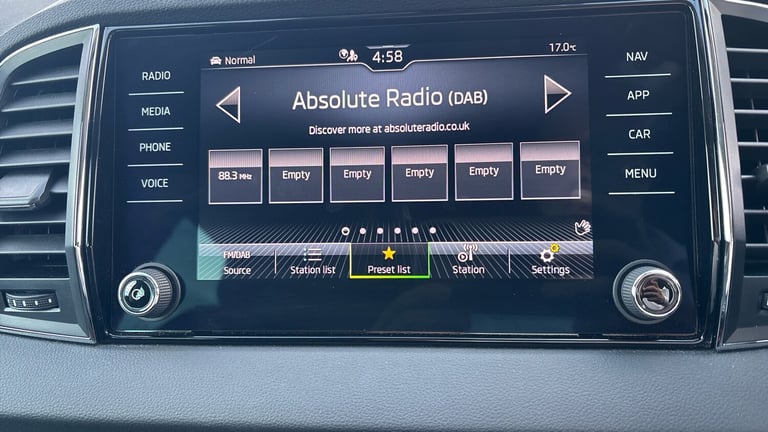 Normal
4:58
17.0°C
RADIO
MEDIA
PHONE
VOICE
Absolute Radio (DAB)
Discover more at absoluteradio.co.uk
88.3 MHz
Empty
Empty
Empty
Empty
Empty
FM/DAB
Source
Station list
Preset list
Station
Settings
NAV
APP
CAR
MENU